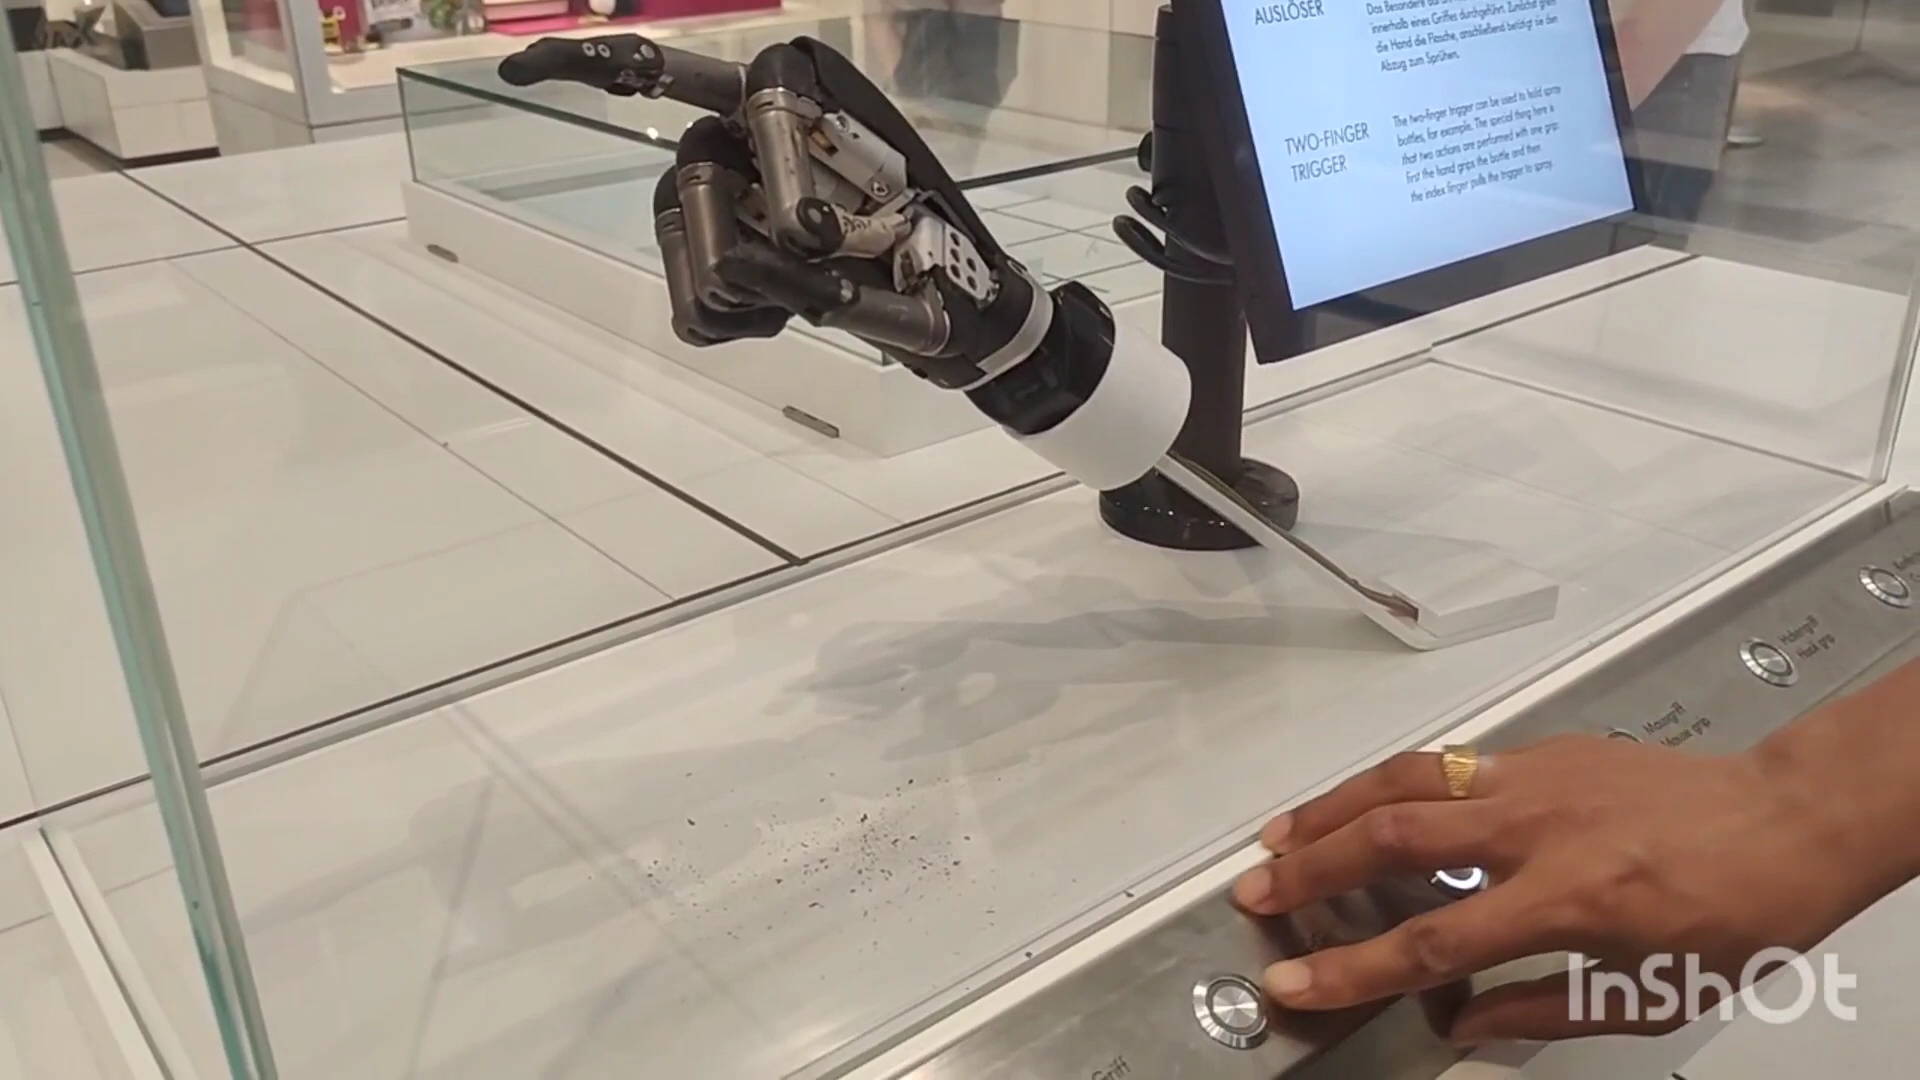 AUSLÖSER
Das Besondere
innerhalb eines Griffes durchgeführt. Zunächst greift
die Hand die Flasche, anschließend betätigt sie den
Abzug zum Sprühen.
TWO-FINGER
TRIGGER
The two-finger trigger can be used to hold spray
bottles, for example. The special thing here is
that two actions are performed with one grip:
first the hand grips the bottle and then
the index finger pulls the trigger to spray.
Hakengriff
Hook grip
Mausgriff
Mouse grip
Griff
InShOt